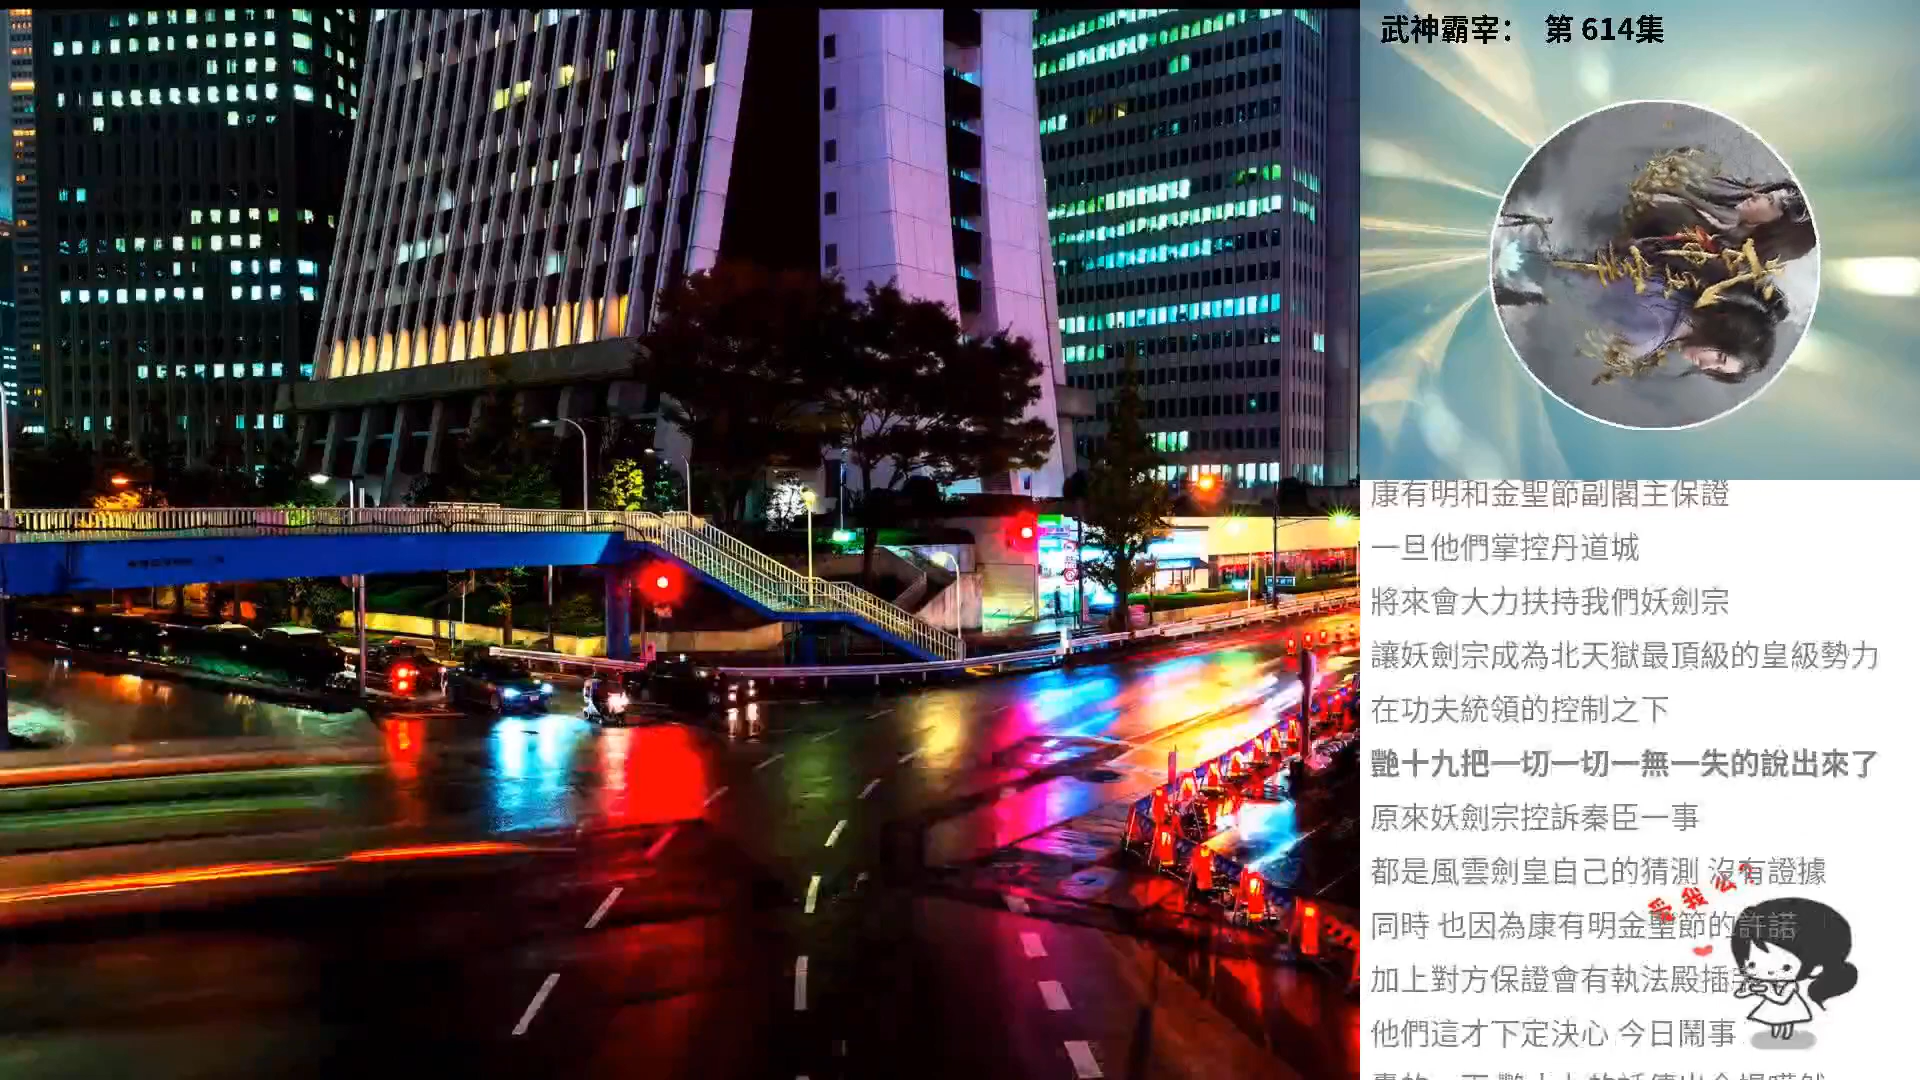 武神霸宰： 第 614集
康有明和金聖節副閣主保證
一旦他們掌控丹道城
將來會大力扶持我們妖劍宗
讓妖劍宗成為北天獄最頂級的皇級勢力
在功夫統領的控制之下
艷十九把一切一切一無一失的說出來了
原來妖劍宗控訴秦臣一事
都是風雲劍皇自己的猜測 沒有證據
愛我么?
同時 也因為康有明金聖節的許諾
加上對方保證會有執法殿插手
他們這才下定決心 今日鬧事